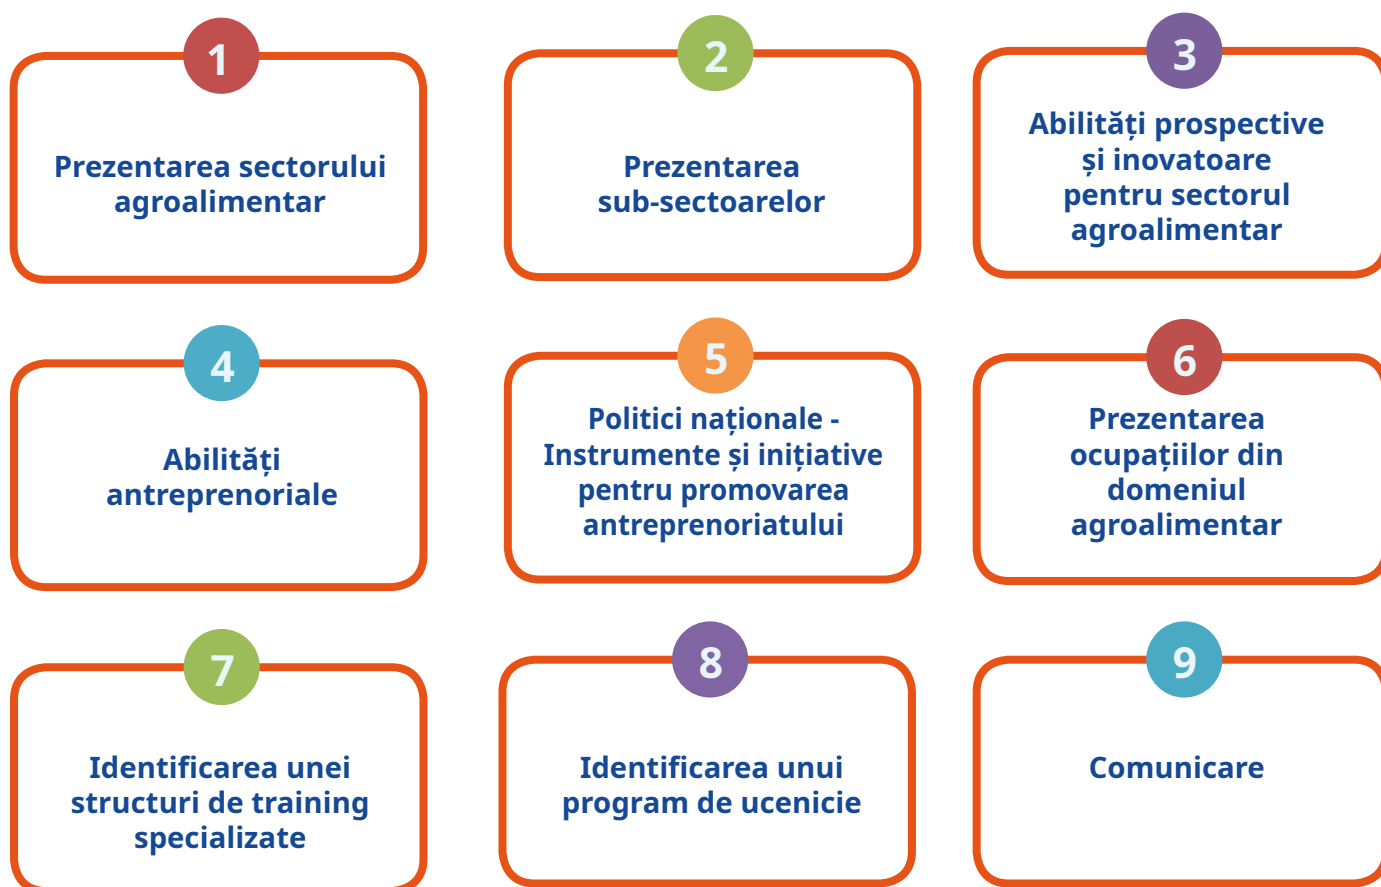 1
Prezentarea sectorului
agroalimentar
2
Prezentarea
sub-sectoarelor
3
Abilități prospective
și inovatoare
pentru sectorul
agroalimentar
4
Abilități
antreprenoriale
5
Politici naționale -
Instrumente și inițiative
pentru promovarea
antreprenoriatului
6
Prezentarea
ocupațiilor din
domeniul
agroalimentar
7
Identificarea unei
structuri de training
specializate
8
Identificarea unui
program de ucenicie
9
Comunicare